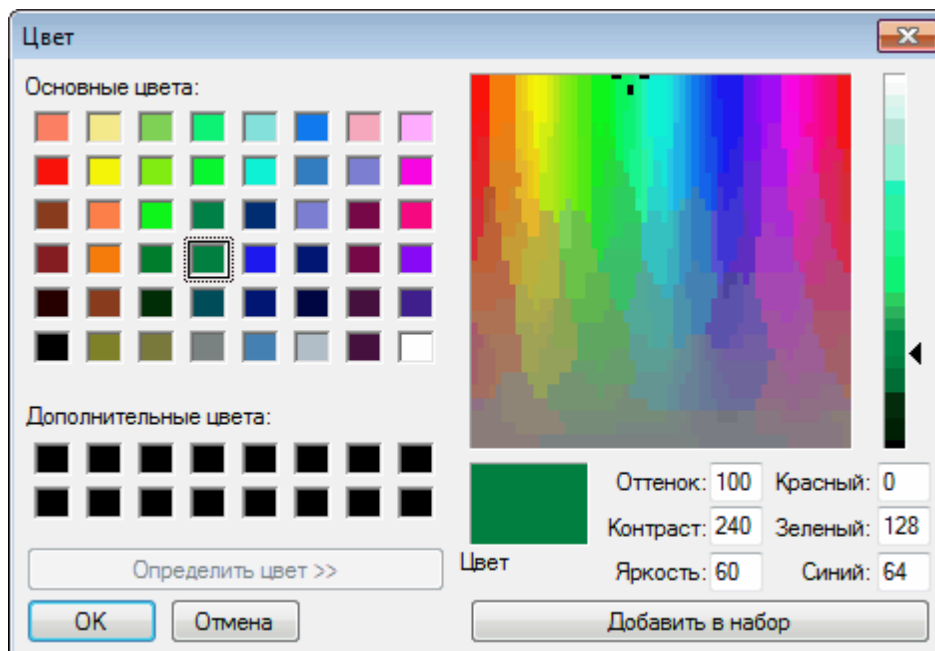 Цвет
Основные цвета:
Дополнительные цвета:
Определить цвет >>
OK
Отмена
Цвет
Оттенок: 100
Красный: 0
Контраст: 240
Зеленый: 128
Яркость: 60
Синий: 64
Добавить в набор